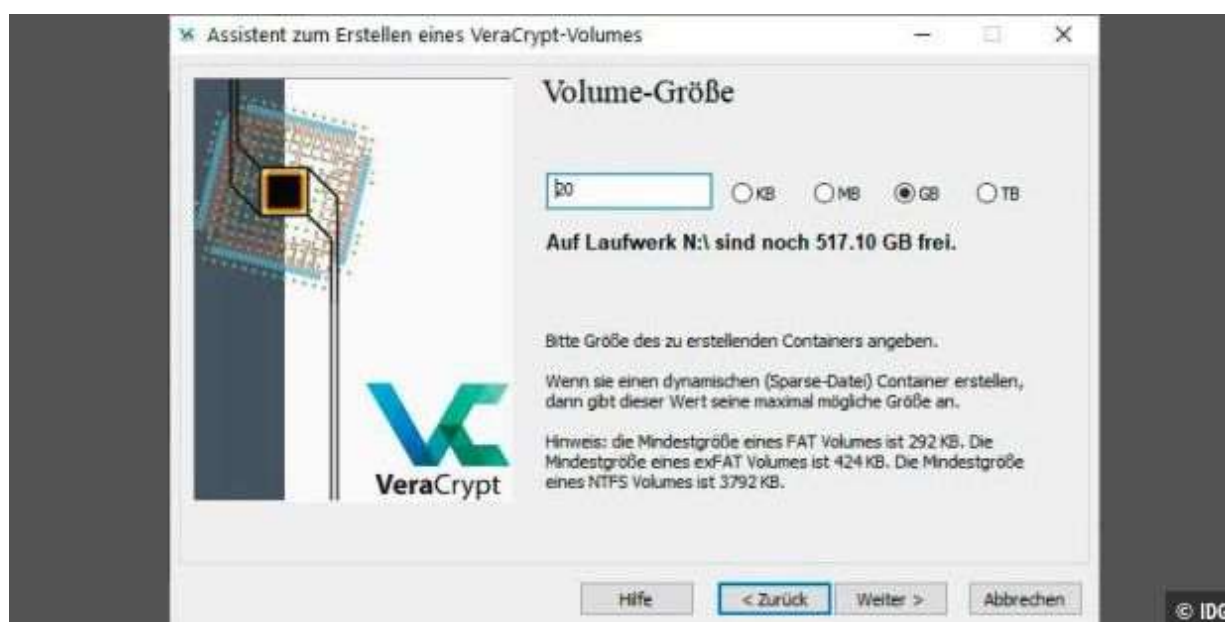 Assistent zum Erstellen eines VeraCrypt-Volumes
Volume-Größe
20
KB MB GB TB
Auf Laufwerk N:\ sind noch 517.10 GB frei.
Bitte Größe des zu erstellenden Containers angeben.
Wenn sie einen dynamischen (Sparse-Datei) Container erstellen,
dann gibt dieser Wert seine maximal mögliche Größe an.
Hinweis: die Mindestgröße eines FAT Volumes ist 292 KB. Die
Mindestgröße eines exFAT Volumes ist 424 KB. Die Mindestgröße
eines NTFS Volumes ist 3792 KB.
VeraCrypt
Hilfe < Zurück Weiter > Abbrechen
© IDG